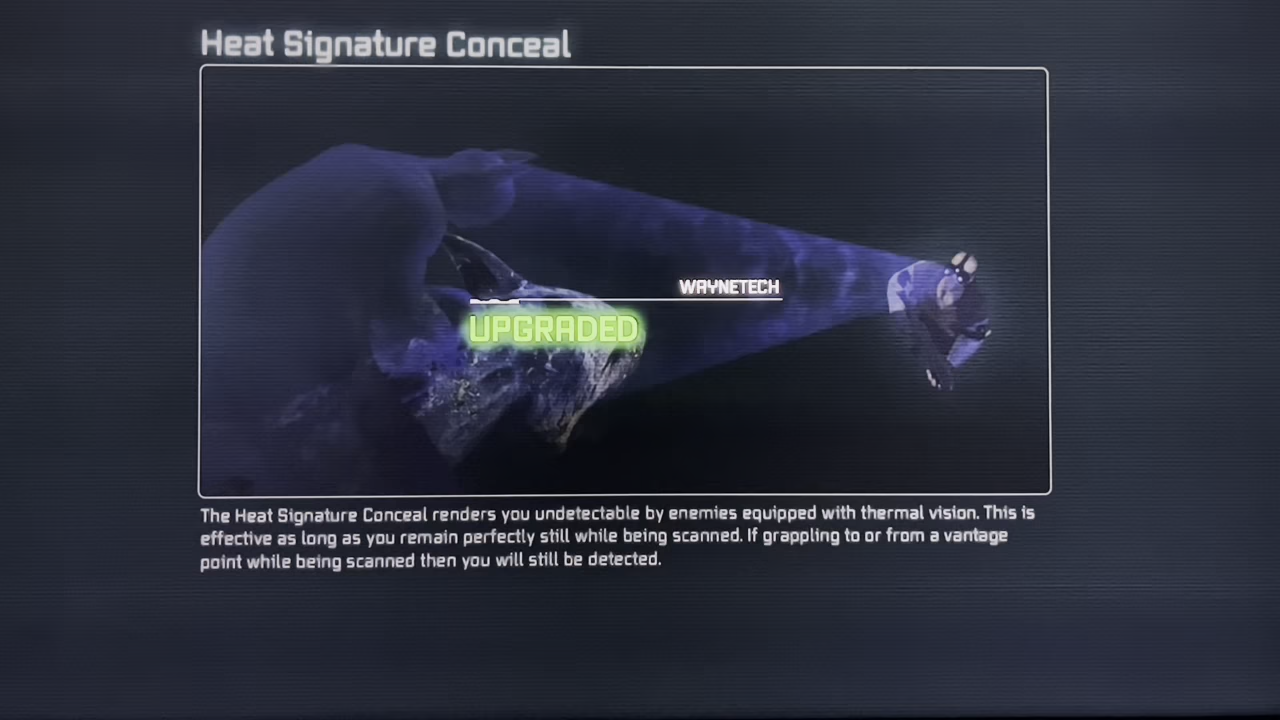 Heat Signature Conceal
WAYNETECH
UPGRADED
The Heat Signature Conceal renders you undetectable by enemies equipped with thermal vision. This is
effective as long as you remain perfectly still while being scanned. If grappling to or from a vantage
point while being scanned then you will still be detected.